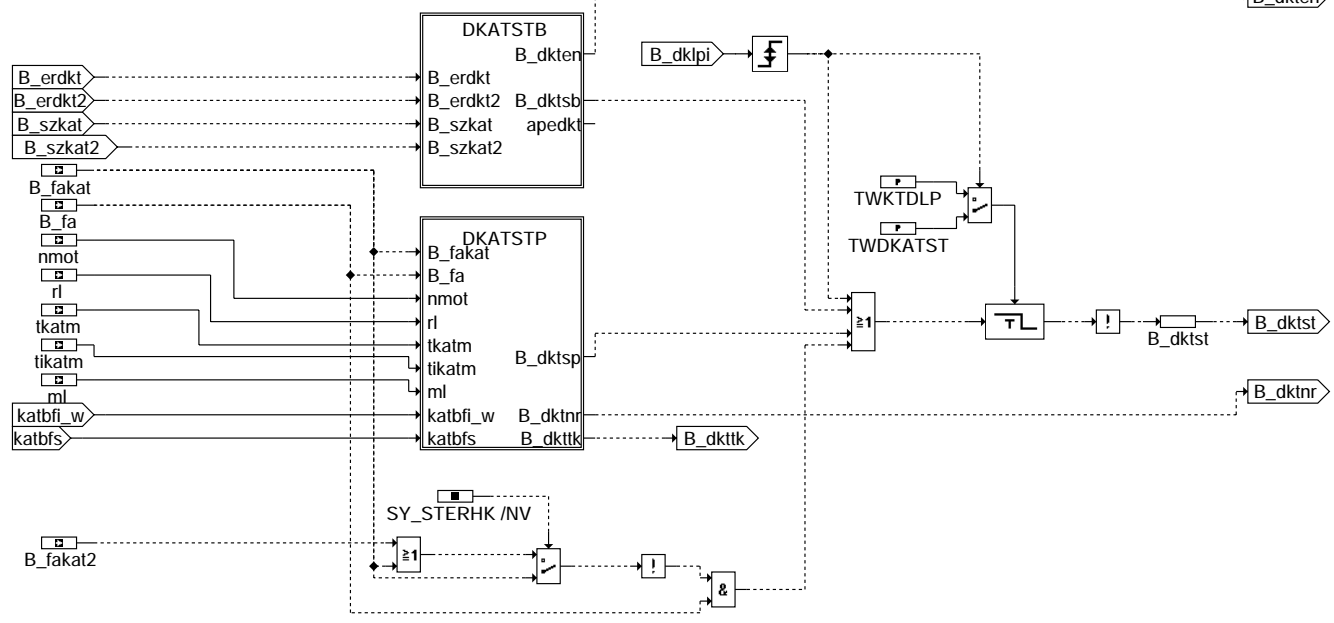 B_dkten
DKATSTB
B_dkten
B_dklpi
B_erdkt
B_erdkt
B_erdkt2
B_erdkt2
B_dktsb
B_szkat
B_szkat
apedkt
B_szkat2
B_szkat2
B_fakat
TWKTDLP
B_fa
DKATSTP
TWDKATST
B_fakat
nmot
B_fa
rl
nmot
rl
≥1
T
!
B_dktst
B_dktst
tkatm
tkatm
B_dktsp
tikatm
tikatm
ml
ml
B_dktnr
katbfi_w
katbfi_w
B_dktnr
katbfs
katbfs
B_dkttk
B_dkttk
SY_STERHK /NV
B_fakat2
≥1
!
&